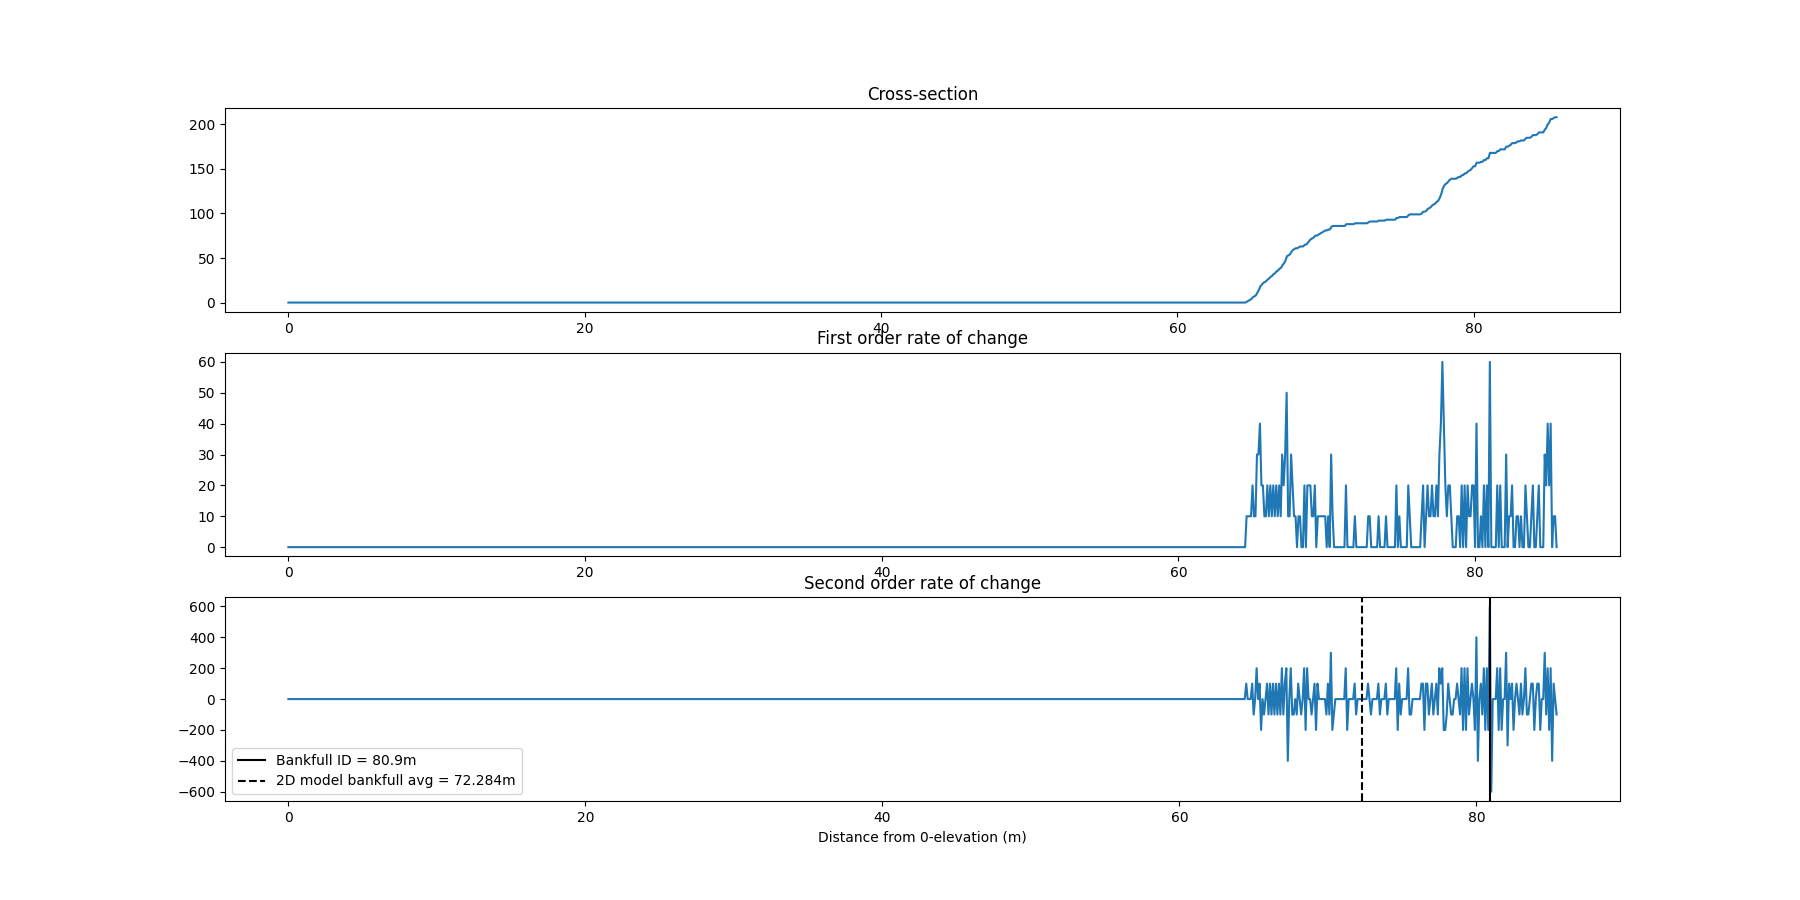 Cross-section
200
150
100
50
0
0 20 40 60 80
First order rate of change
60
50
40
30
20
10
0
0 20 40 60 80
Second order rate of change
600
400
200
0
−200
−400
−600
Bankfull ID = 80.9m
2D model bankfull avg = 72.284m
0 20 40 60 80
Distance from 0-elevation (m)